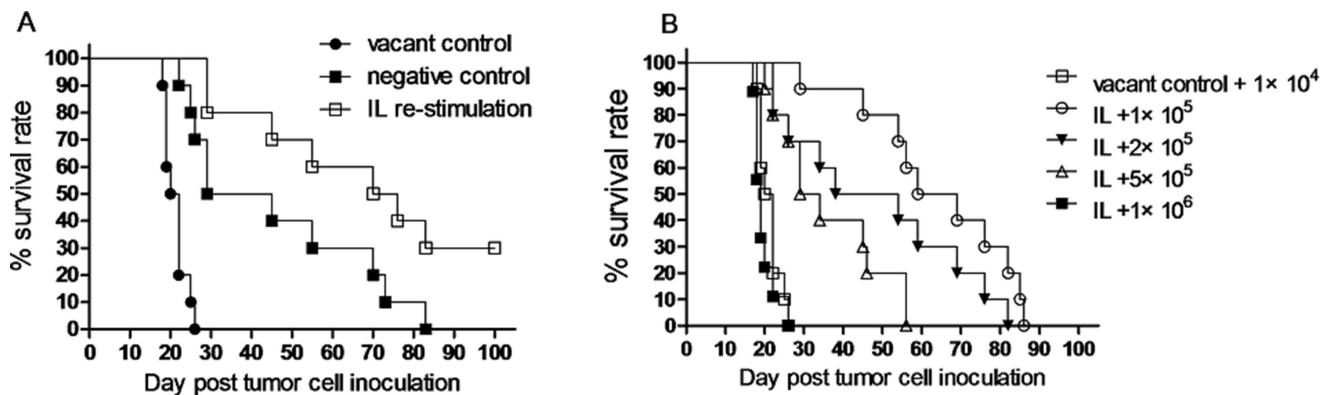 A
vacant control
negative control
IL re-stimulation
% survival rate
100
90
80
70
60
50
40
30
20
10
0
0 10 20 30 40 50 60 70 80 90 100
Day post tumor cell inoculation
B
vacant control + 1× 10⁴
IL +1× 10⁵
IL +2× 10⁵
IL +5× 10⁵
IL +1× 10⁶
% survival rate
100
90
80
70
60
50
40
30
20
10
0
0 10 20 30 40 50 60 70 80 90 100
Day post tumor cell inoculation